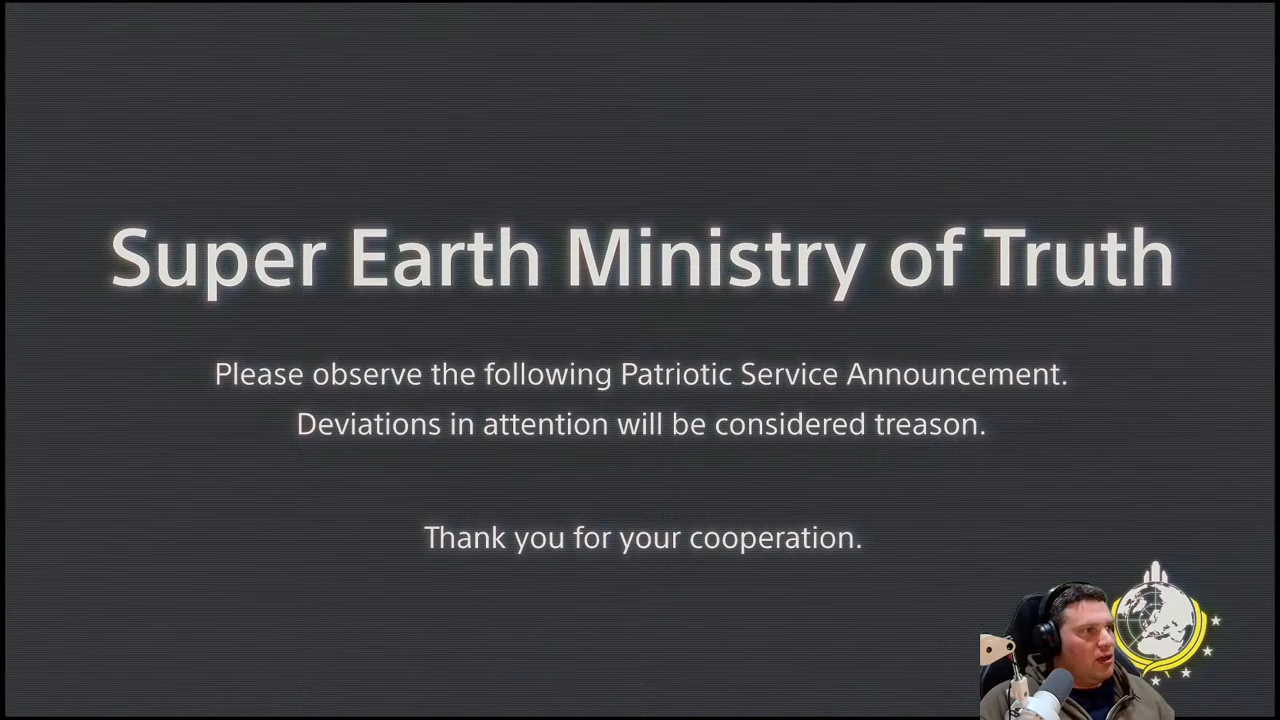 Super Earth Ministry of Truth
Please observe the following Patriotic Service Announcement.
Deviations in attention will be considered treason.
Thank you for your cooperation.